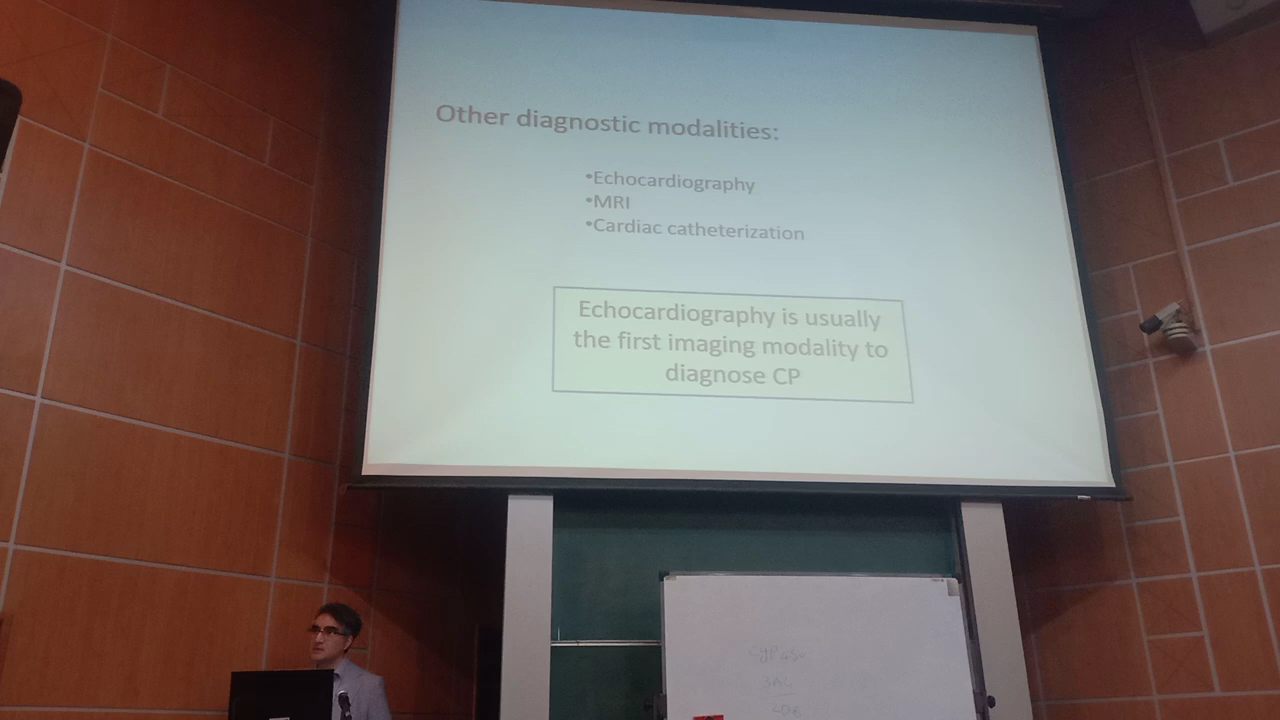 Other diagnostic modalities:
•Echocardiography
•MRI
•Cardiac catheterization
Echocardiography is usually
the first imaging modality to
diagnose CP